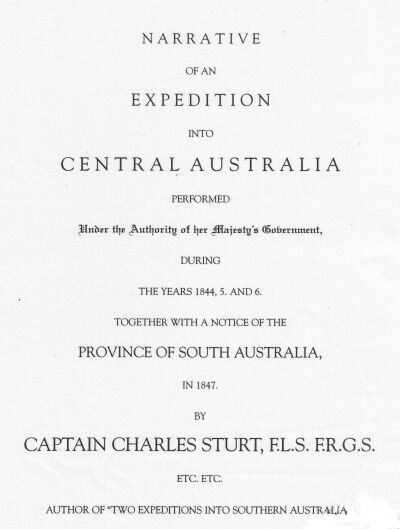 NARRATIVE
OF AN
EXPEDITION
INTO
CENTRAL AUSTRALIA
PERFORMED
Under the Authority of her Majesty's Government,
DURING
THE YEARS 1844, 5. AND 6.
TOGETHER WITH A NOTICE OF THE
PROVINCE OF SOUTH AUSTRALIA,
IN 1847.
BY
CAPTAIN CHARLES STURT, F.L.S. F.R.G.S.
ETC. ETC.
AUTHOR OF "TWO EXPEDITIONS INTO SOUTHERN AUSTRALIA